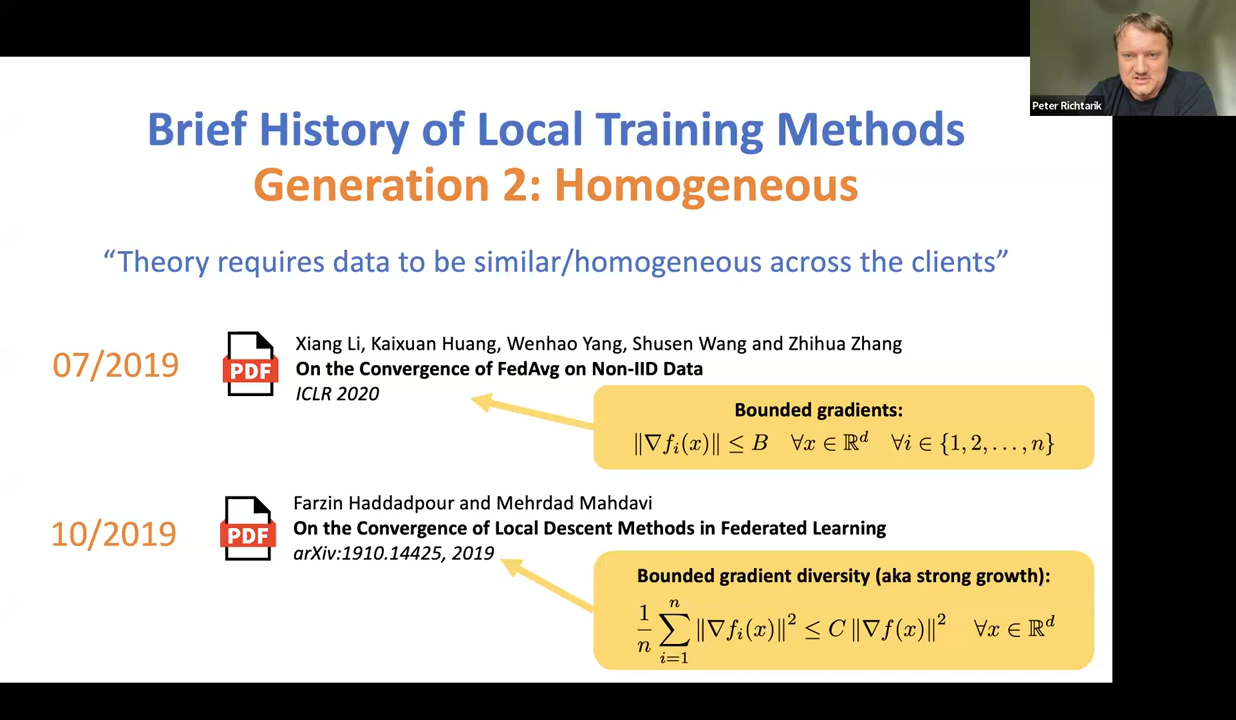 Peter Richtarik
Brief History of Local Training Methods
Generation 2: Homogeneous
“Theory requires data to be similar/homogeneous across the clients”
07/2019
PDF
Xiang Li, Kaixuan Huang, Wenhao Yang, Shusen Wang and Zhihua Zhang
On the Convergence of FedAvg on Non-IID Data
ICLR 2020
Bounded gradients:
‖∇f_i(x)‖ ≤ B ∀x ∈ ℝ^d ∀i ∈ {1, 2, . . . , n}
10/2019
PDF
Farzin Haddadpour and Mehrdad Mahdavi
On the Convergence of Local Descent Methods in Federated Learning
arXiv:1910.14425, 2019
Bounded gradient diversity (aka strong growth):
1/n ∑_{i=1}^{n} ‖∇f_i(x)‖² ≤ C ‖∇f(x)‖² ∀x ∈ ℝ^d